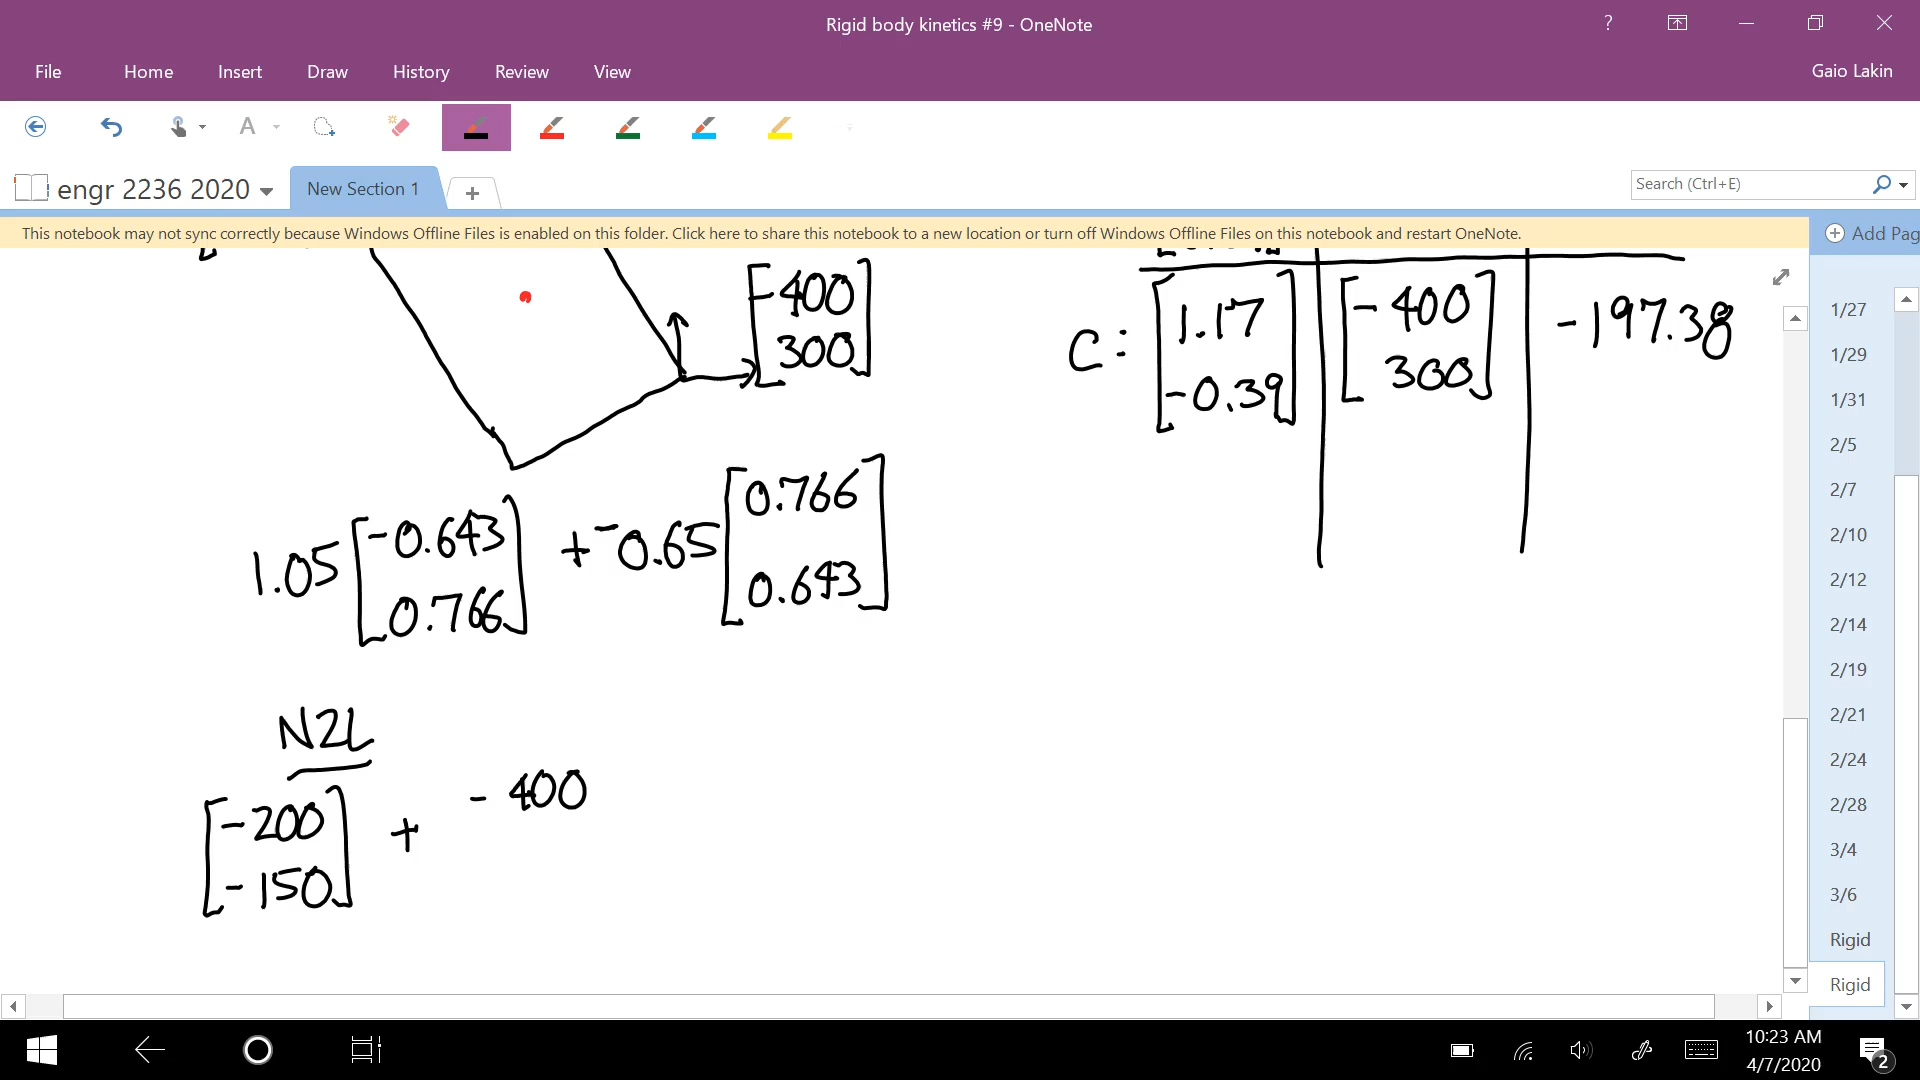 Rigid body kinetics #9 - OneNote
?
File Home Insert Draw History Review View
Gaio Lakin
A
engr 2236 2020
New Section 1
+
Search (Ctrl+E)
This notebook may not sync correctly because Windows Offline Files is enabled on this folder. Click here to share this notebook to a new location or turn off Windows Offline Files on this notebook and restart OneNote.
Add Pag
-400
300
C: 1.17 -400 -197.38
-0.39 300
1.05 [-0.643 + -0.65 [0.766
0.766] 0.643]
N2L
[-200 + -400
-150]
1/27
1/29
1/31
2/5
2/7
2/10
2/12
2/14
2/19
2/21
2/24
2/28
3/4
3/6
Rigid
Rigid
10:23 AM
4/7/2020
2